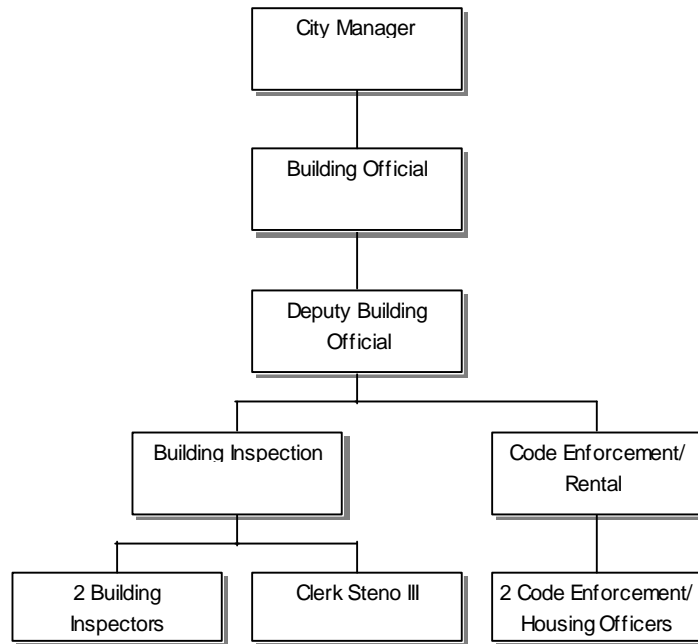 City Manager
Building Official
Deputy Building
Official
Building Inspection
Code Enforcement/
Rental
2 Building
Inspectors
Clerk Steno III
2 Code Enforcement/
Housing Officers